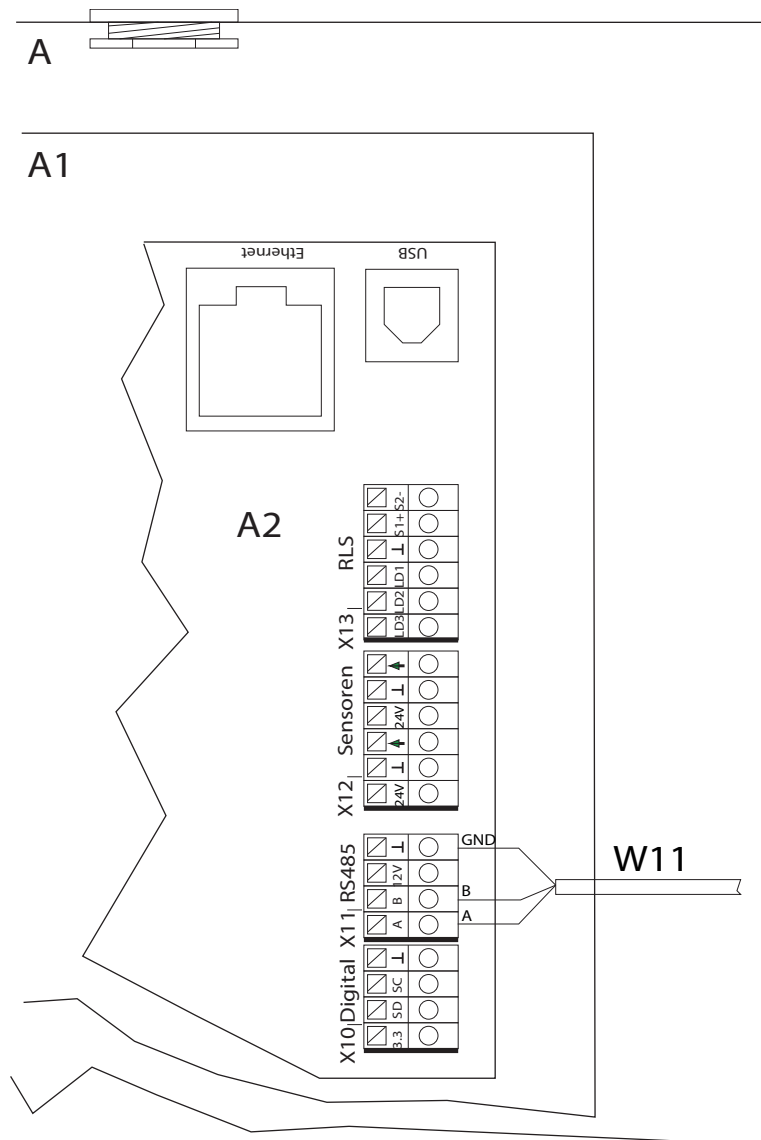 A
A1
Ethernet
USB
A2
RLS
S2-
S1+
⊥
LD1
LD2
LD3
X13
Sensoren
⊥
24V
⊥
24V
X12
RS485
⊥
12V
B
A
X11
GND
B
A
W11
Digital
⊥
SC
SD
3.3
X10